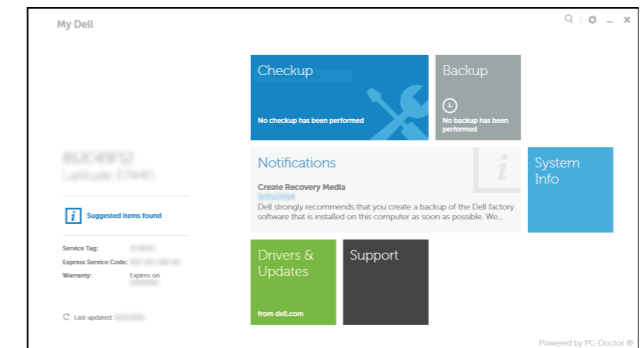 My Dell
Checkup
No checkup has been performed
Backup
No backup has been
performed
Suggested items found
Service Tag:
Express Service Code:
Warranty:
Expires on
Last updated:
Notifications
Create Recovery Media
Dell strongly recommends that you create a backup of the Dell factory
software that is installed on this computer as soon as possible. We...
System
Info
Drivers &
Updates
from dell.com
Support
Powered by PC-Doctor ®